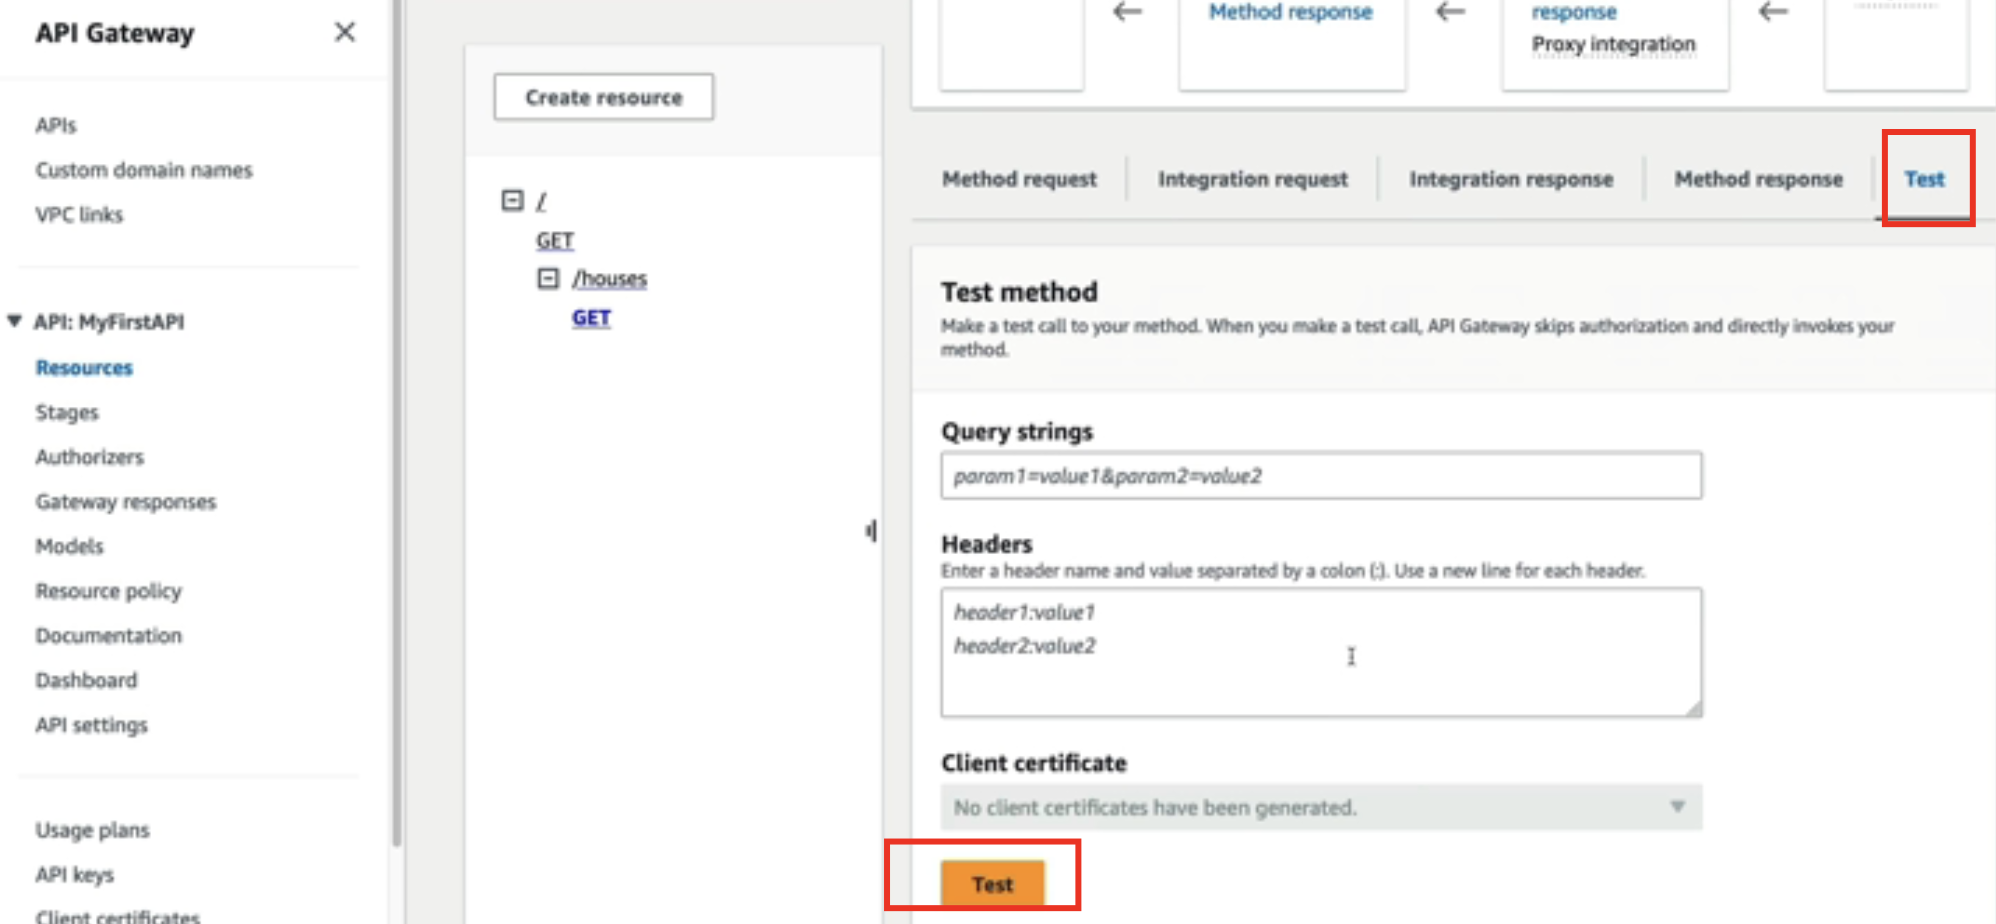 API Gateway
APIs
Custom domain names
VPC links
API: MyFirstAPI
Resources
Stages
Authorizers
Gateway responses
Models
Resource policy
Documentation
Dashboard
API settings
Usage plans
API keys
Client certificates
Create resource
/
GET
/houses
GET
Method response
response
Proxy integration
Method request
Integration request
Integration response
Method response
Test
Test method
Make a test call to your method. When you make a test call, API Gateway skips authorization and directly invokes your
method.
Query strings
param1=value1&param2=value2
Headers
Enter a header name and value separated by a colon (:). Use a new line for each header.
header1:value1
header2:value2
Client certificate
No client certificates have been generated.
Test